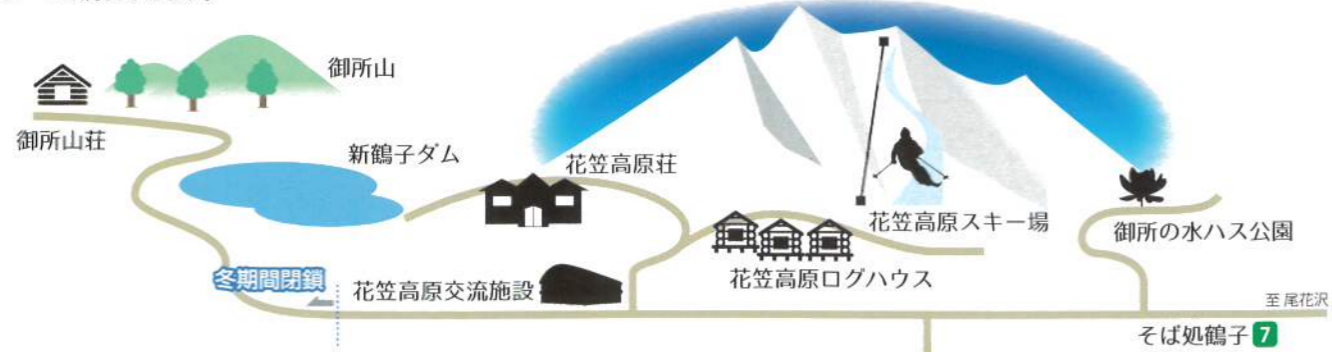 御所山
御所山荘
新鶴子ダム
花笠高原荘
花笠高原スキー場
御所の水ハス公園
花笠高原ログハウス
冬期間閉鎖
花笠高原交流施設
至 尾花沢
そば処鶴子 7